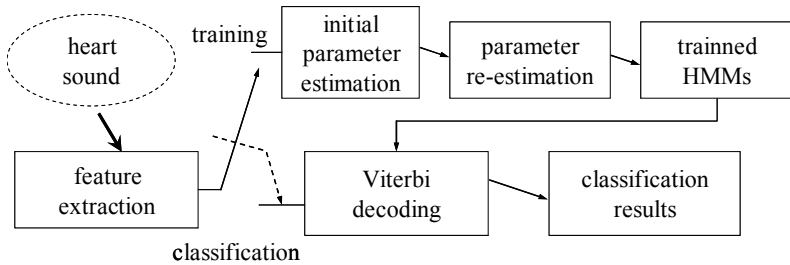 heart
sound
training
initial
parameter
estimation
parameter
re-estimation
trainned
HMMs
feature
extraction
Viterbi
decoding
classification
results
classification